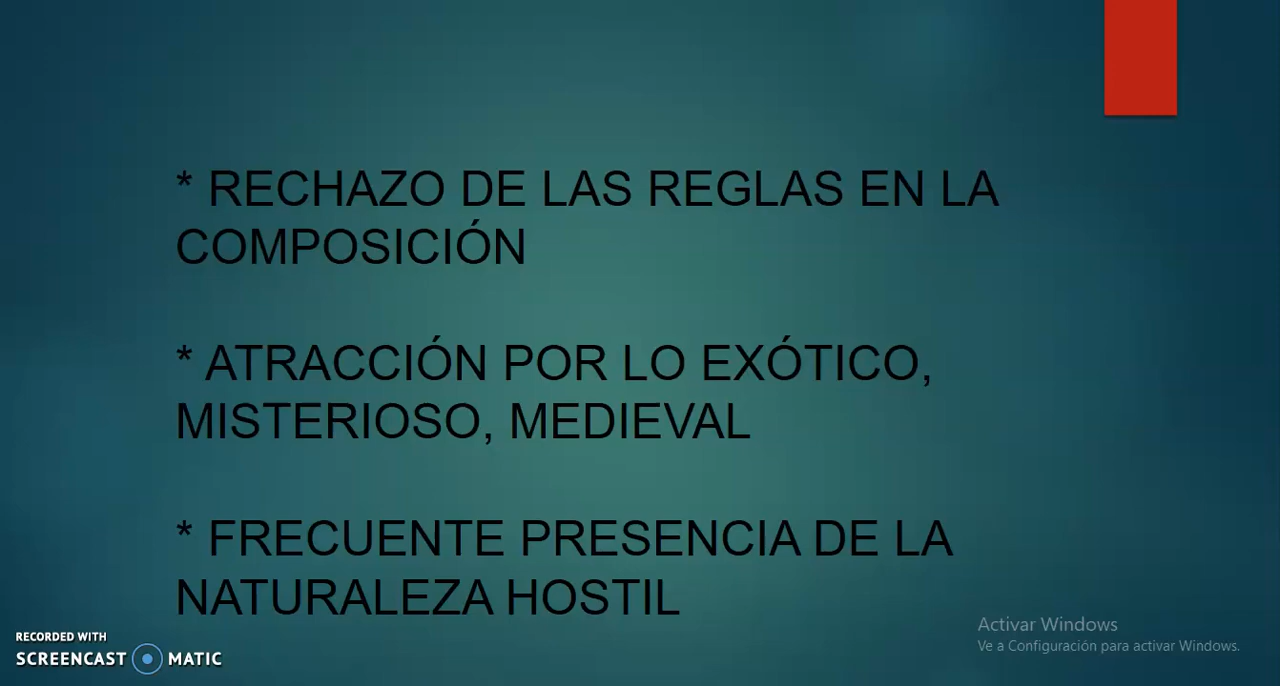 * RECHAZO DE LAS REGLAS EN LA
COMPOSICIÓN
* ATRACCIÓN POR LO EXÓTICO,
MISTERIOSO, MEDIEVAL
* FRECUENTE PRESENCIA DE LA
NATURALEZA HOSTIL
Activar Windows
Ve a Configuración para activar Windows.
RECORDED WITH
SCREENCAST MATIC